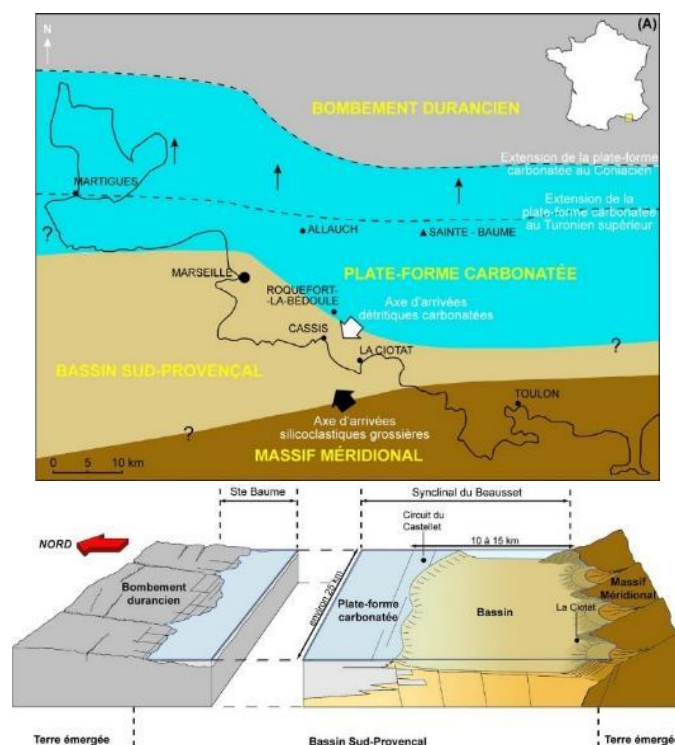 (A)
N
BOMBEMENT DURANCIEN
Extension de la plate-forme
carbonatée au Coniacien
MARTIGUES
Extension de la
plate-forme carbonatée
au Turonien supérieur
?
ALLAUCH
SAINTE - BAUME
MARSEILLE
PLATE-FORME CARBONATÉE
ROQUEFORT-
-LA-BÉDOULE
Axe d'arrivées
détritiques carbonatées
CASSIS
?
LA CIOTAT
BASSIN SUD-PROVENÇAL
TOULON
Axe d'arrivées
silicoclastiques grossières
?
MASSIF MÉRIDIONAL
0 5 10 km
Ste Baume
Synclinal du Beausset
Circuit du
Castellet
10 à 15 km
NORD
Bombement
durancien
environ 25 km
Plate-forme
carbonatée
Bassin
Massif
Méridional
La Ciotat
Terre émergée
Bassin Sud-Provençal
Terre émergée